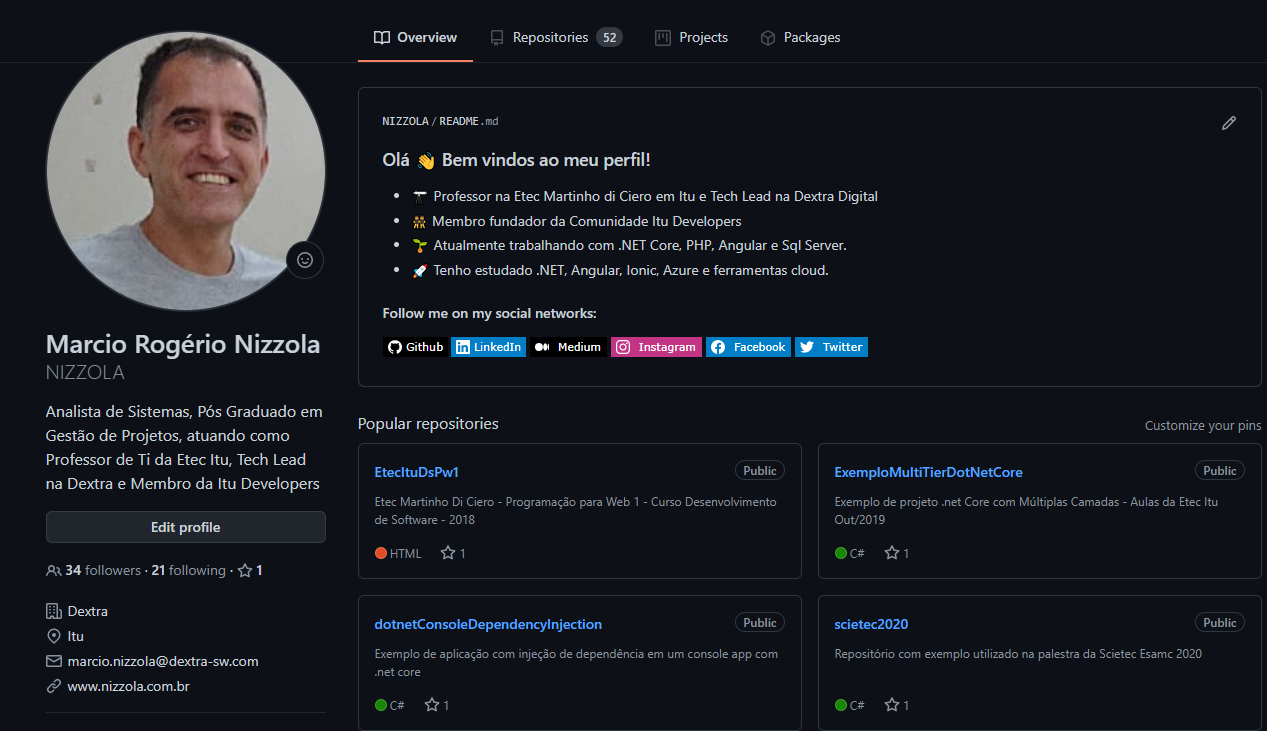 Overview
Repositories 52
Projects
Packages
Marcio Rogério Nizzola
NIZZOLA
Analista de Sistemas, Pós Graduado em
Gestão de Projetos, atuando como
Professor de Ti da Etec Itu, Tech Lead
na Dextra e Membro da Itu Developers
Edit profile
34 followers · 21 following · 1
Dextra
Itu
marcio.nizzola@dextra-sw.com
www.nizzola.com.br
NIZZOLA/README.md
Olá 👋 Bem vindos ao meu perfil!
Professor na Etec Martinho di Ciero em Itu e Tech Lead na Dextra Digital
Membro fundador da Comunidade Itu Developers
Atualmente trabalhando com .NET Core, PHP, Angular e Sql Server.
Tenho estudado .NET, Angular, Ionic, Azure e ferramentas cloud.
Follow me on my social networks:
Github LinkedIn Medium Instagram Facebook Twitter
Popular repositories
Customize your pins
EtecItuDsPw1
Public
Etec Martinho Di Ciero - Programação para Web 1 - Curso Desenvolvimento
de Software - 2018
HTML 1
ExemploMultiTierDotNetCore
Public
Exemplo de projeto .net Core com Múltiplas Camadas - Aulas da Etec Itu
Out/2019
C# 1
dotnetConsoleDependencyInjection
Public
Exemplo de aplicação com injeção de dependência em um console app com
.net core
C# 1
scietec2020
Public
Repositório com exemplo utilizado na palestra da Scietec Esamc 2020
C# 1